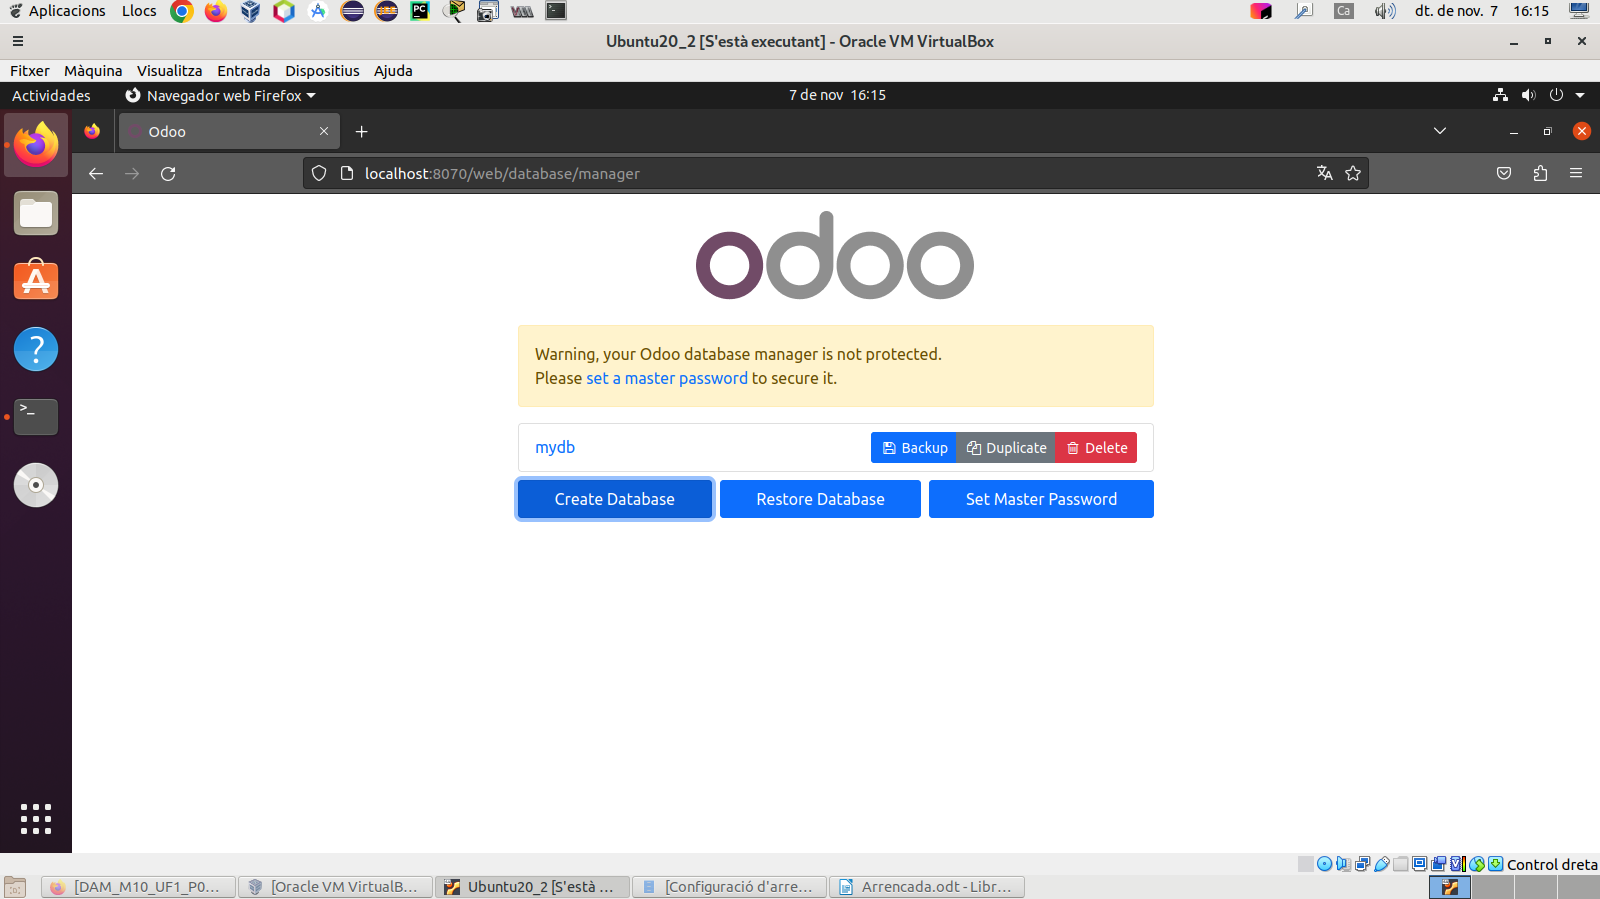 Aplicacions Llocs Ca dt. de nov. 7 16:15
Ubuntu20_2 [S'està executant] - Oracle VM VirtualBox
Fitxer Màquina Visualitza Entrada Dispositius Ajuda
Actividades Navegador web Firefox 7 de nov 16:15
Odoo
localhost:8070/web/database/manager
odoo
Warning, your Odoo database manager is not protected.
Please set a master password to secure it.
mydb Backup Duplicate Delete
Create Database Restore Database Set Master Password
Control dreta
[DAM_M10_UF1_P0... [Oracle VM VirtualB... Ubuntu20_2 [S'està ... [Configuració d'arre... Arrencada.odt - Libr...